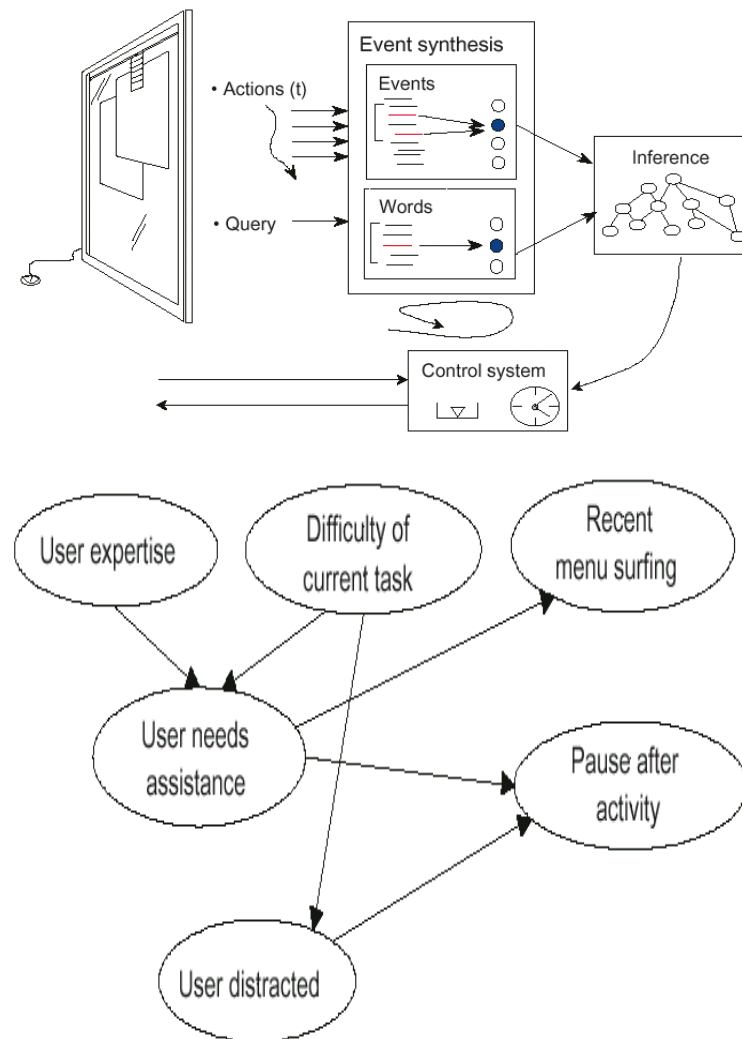 Event synthesis
Events
• Actions (t)
Inference
Words
• Query
Control system
User expertise
Difficulty of
current task
Recent
menu surfing
User needs
assistance
Pause after
activity
User distracted